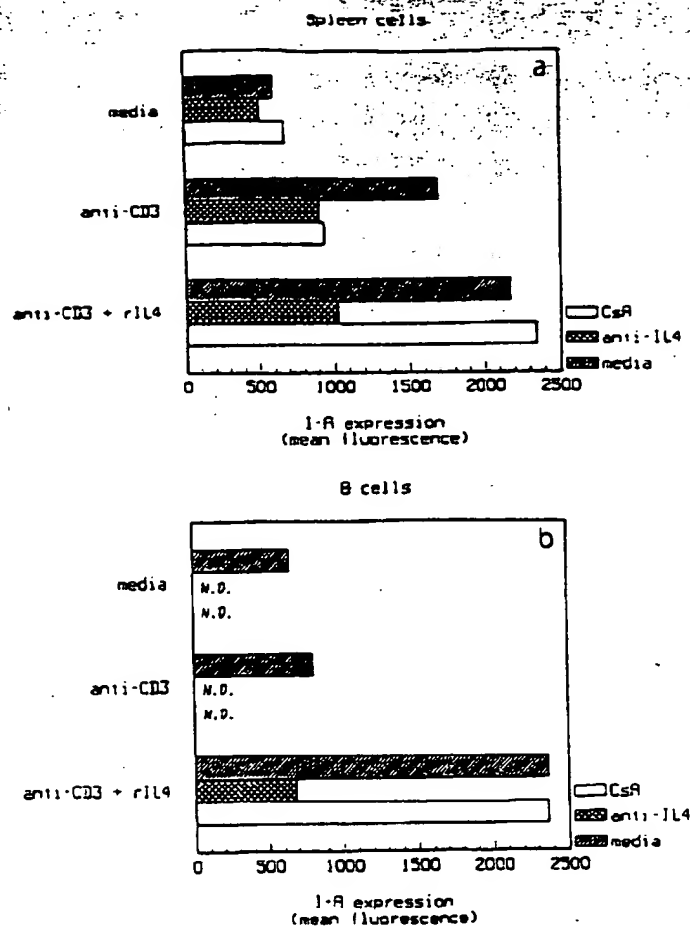 Spleen cells
a
media
anti-CD3
anti-CD3 + rIL4
CsA
anti-IL4
media
0 500 1000 1500 2000 2500
I-A expression
(mean fluorescence)
B cells
b
media
N.D.
N.D.
anti-CD3
N.D.
N.D.
anti-CD3 + rIL4
CsA
anti-IL4
media
0 500 1000 1500 2000 2500
I-A expression
(mean fluorescence)